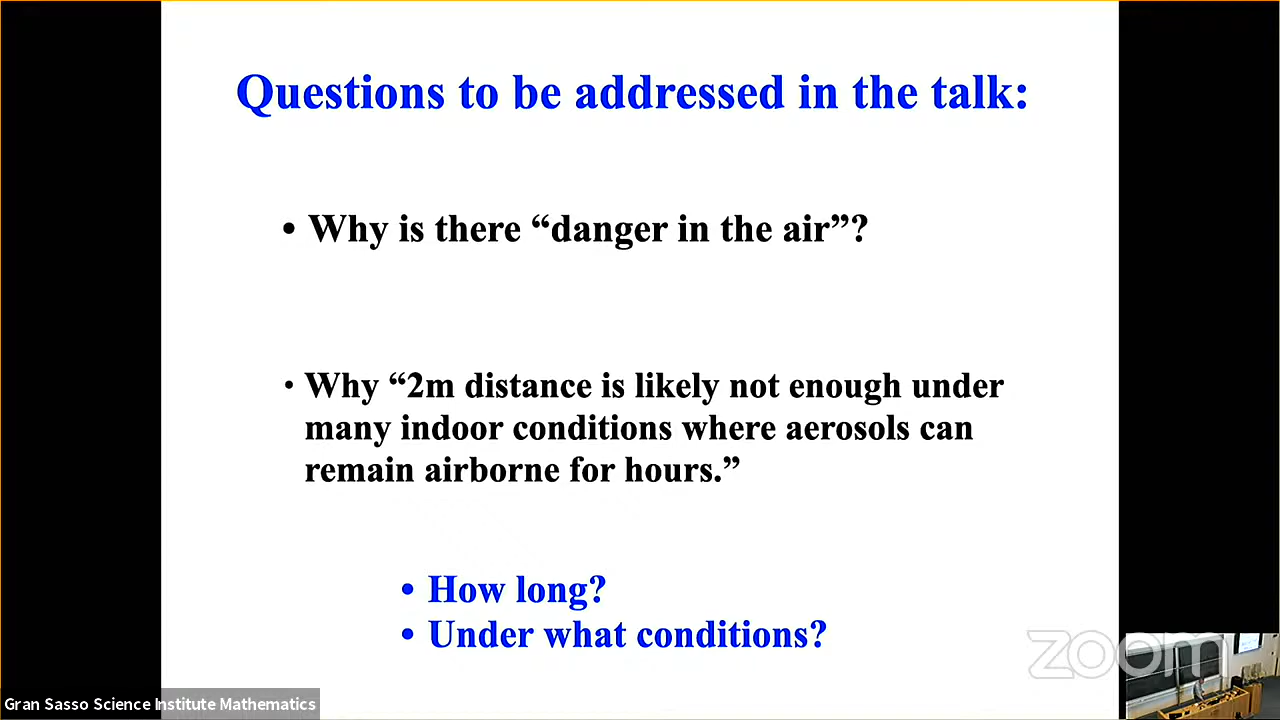 Questions to be addressed in the talk:
• Why is there “danger in the air”?
• Why “2m distance is likely not enough under
many indoor conditions where aerosols can
remain airborne for hours.”
• How long?
• Under what conditions?
zoom
Gran Sasso Science Institute Mathematics